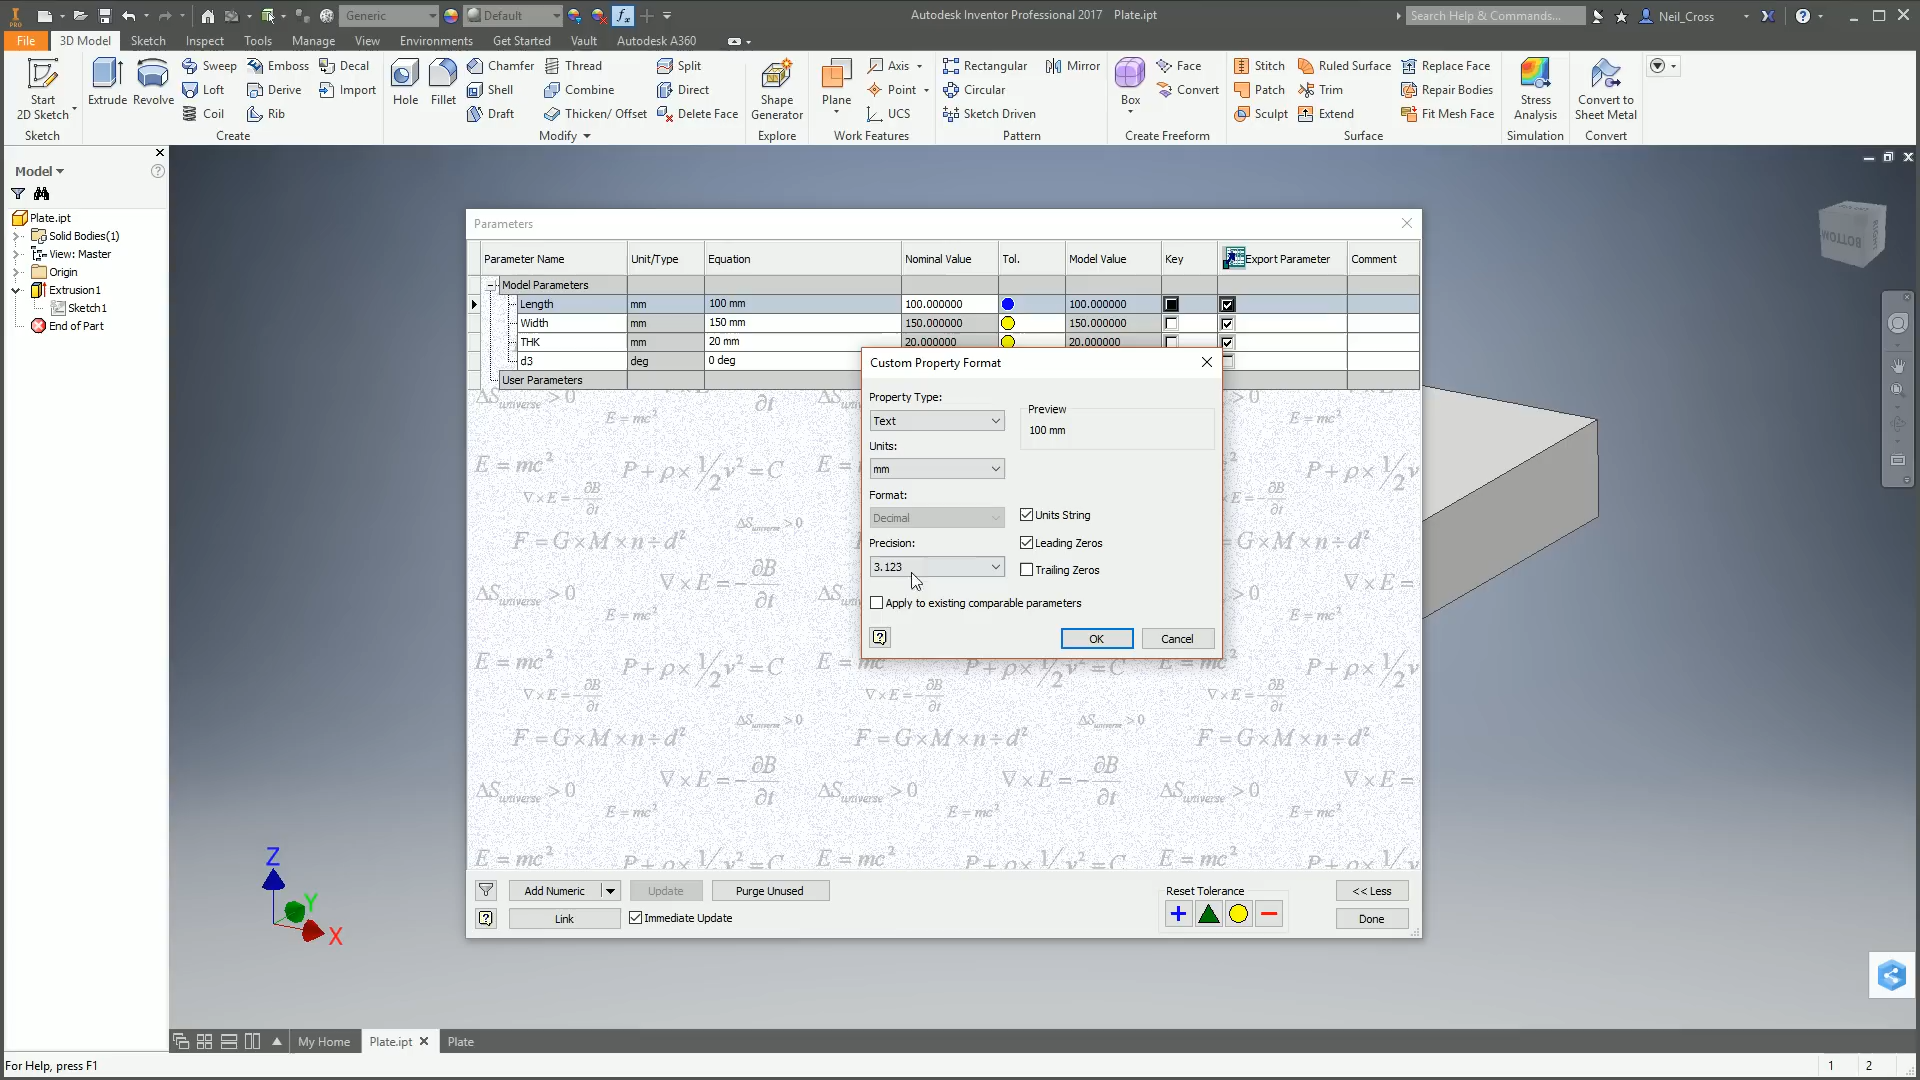 PRO
Generic
Default
fx
Autodesk Inventor Professional 2017 Plate.ipt
Search Help & Commands...
Neil_Cross
File
3D Model
Sketch
Inspect
Tools
Manage
View
Environments
Get Started
Vault
Autodesk A360
Start
2D Sketch
Sketch
Extrude
Revolve
Sweep
Loft
Coil
Emboss
Derive
Rib
Decal
Import
Create
Hole
Fillet
Chamfer
Shell
Draft
Thread
Combine
Thicken/ Offset
Split
Direct
Delete Face
Modify
Shape
Generator
Explore
Plane
Axis
Point
UCS
Work Features
Rectangular
Circular
Sketch Driven
Mirror
Pattern
Box
Face
Convert
Create Freeform
Stitch
Patch
Sculpt
Ruled Surface
Trim
Extend
Replace Face
Repair Bodies
Fit Mesh Face
Surface
Stress
Analysis
Simulation
Convert to
Sheet Metal
Convert
Model
Plate.ipt
Solid Bodies(1)
View: Master
Origin
Extrusion1
Sketch1
End of Part
BOTTOM
Parameters
Parameter Name Unit/Type Equation Nominal Value Tol. Model Value Key Export Parameter Comment
Model Parameters
Length mm 100 mm 100.000000 100.000000
Width mm 150 mm 150.000000 150.000000
THK mm 20 mm 20.000000 20.000000
d3 deg 0 deg
User Parameters
Custom Property Format
Property Type:
Text
Preview
100 mm
Units:
mm
Format:
Decimal
Units String
Precision:
Leading Zeros
3.123
Trailing Zeros
Apply to existing comparable parameters
OK
Cancel
Add Numeric
Update
Purge Unused
Link
Immediate Update
Reset Tolerance
<< Less
Done
Z
Y
X
My Home
Plate.ipt
Plate
For Help, press F1
1 2